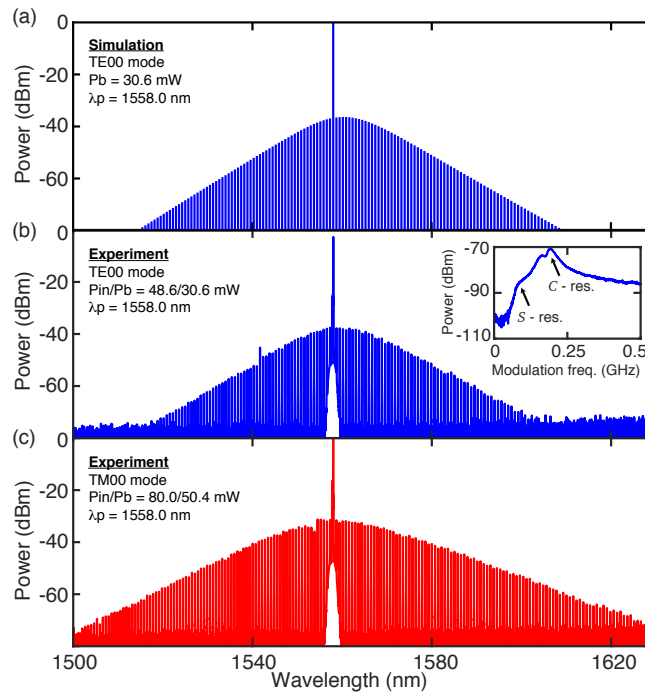 (a)
0
-20
-40
-60
Power (dBm)
Simulation
TE00 mode
Pb = 30.6 mW
λp = 1558.0 nm
(b)
0
-20
-40
-60
Power (dBm)
Experiment
TE00 mode
Pin/Pb = 48.6/30.6 mW
λp = 1558.0 nm
-70
-90
-110
Power (dBm)
C - res.
S - res.
0 0.25 0.5
Modulation freq. (GHz)
(c)
0
-20
-40
-60
Power (dBm)
Experiment
TM00 mode
Pin/Pb = 80.0/50.4 mW
λp = 1558.0 nm
1500 1540 1580 1620
Wavelength (nm)